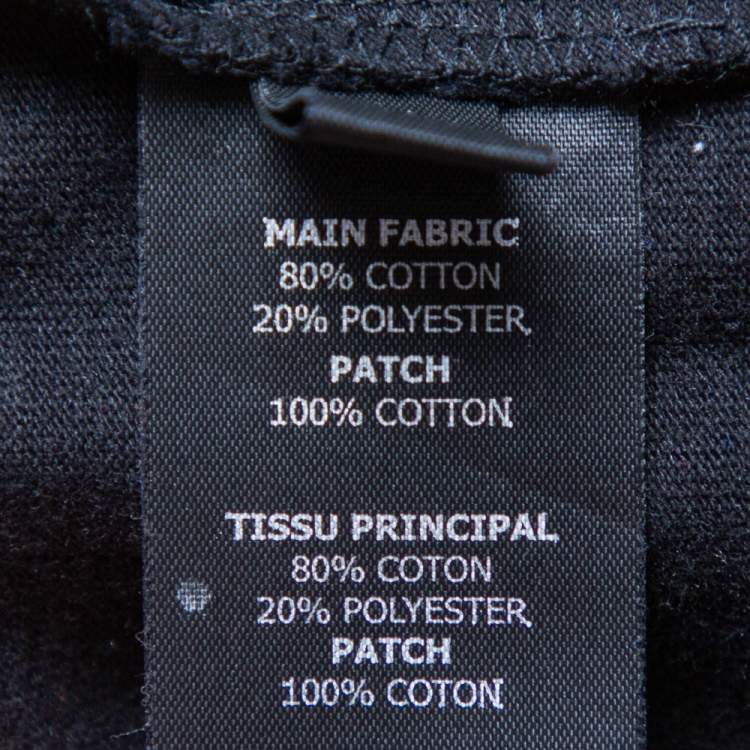 MAIN FABRIC
80% COTTON
20% POLYESTER
PATCH
100% COTTON
TISSU PRINCIPAL
80% COTON
20% POLYESTER
PATCH
100% COTON